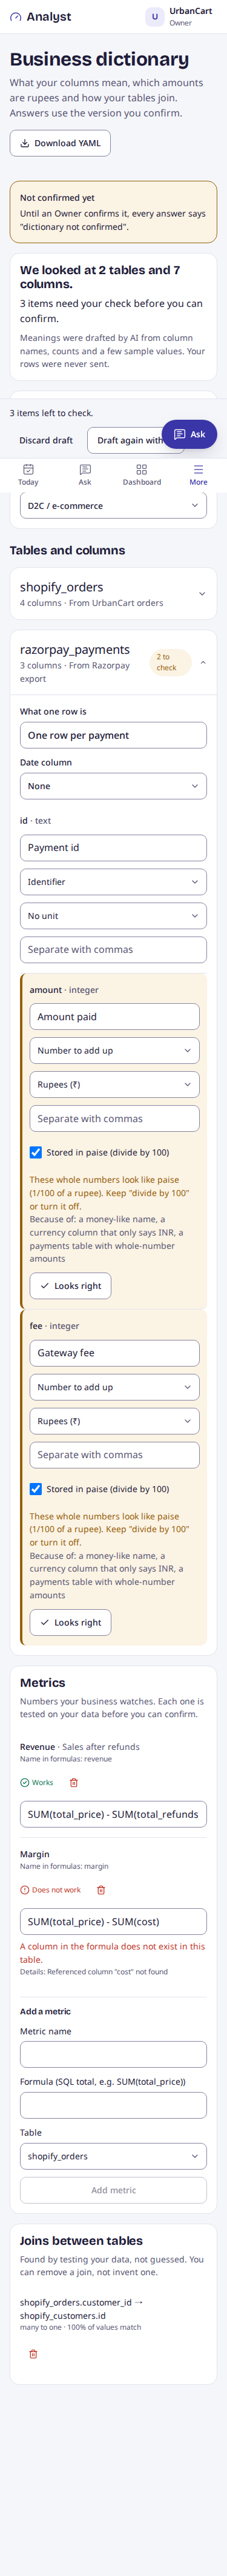 Analyst
U
UrbanCart
Owner
Business dictionary
What your columns mean, which amounts
are rupees and how your tables join.
Answers use the version you confirm.
Download YAML
Not confirmed yet
Until an Owner confirms it, every answer says
"dictionary not confirmed".
We looked at 2 tables and 7
columns.
3 items need your check before you can
confirm.
Meanings were drafted by AI from column
names, counts and a few sample values. Your
rows were never sent.
3 items left to check.
Discard draft
Draft again with
Ask
Today
Ask
Dashboard
More
D2C / e-commerce
Tables and columns
shopify_orders
4 columns · From UrbanCart orders
razorpay_payments
3 columns · From Razorpay
export
2 to
check
What one row is
One row per payment
Date column
None
id · text
Payment id
Identifier
No unit
Separate with commas
amount · integer
Amount paid
Number to add up
Rupees (₹)
Separate with commas
Stored in paise (divide by 100)
These whole numbers look like paise
(1/100 of a rupee). Keep "divide by 100"
or turn it off.
Because of: a money-like name, a
currency column that only says INR, a
payments table with whole-number
amounts
Looks right
fee · integer
Gateway fee
Number to add up
Rupees (₹)
Separate with commas
Stored in paise (divide by 100)
These whole numbers look like paise
(1/100 of a rupee). Keep "divide by 100"
or turn it off.
Because of: a money-like name, a
currency column that only says INR, a
payments table with whole-number
amounts
Looks right
Metrics
Numbers your business watches. Each one is
tested on your data before you can confirm.
Revenue · Sales after refunds
Name in formulas: revenue
Works
SUM(total_price) - SUM(total_refunds
Margin
Name in formulas: margin
Does not work
SUM(total_price) - SUM(cost)
A column in the formula does not exist in this
table.
Details: Referenced column "cost" not found
Add a metric
Metric name
Formula (SQL total, e.g. SUM(total_price))
Table
shopify_orders
Add metric
Joins between tables
Found by testing your data, not guessed. You
can remove a join, not invent one.
shopify_orders.customer_id →
shopify_customers.id
many to one · 100% of values match